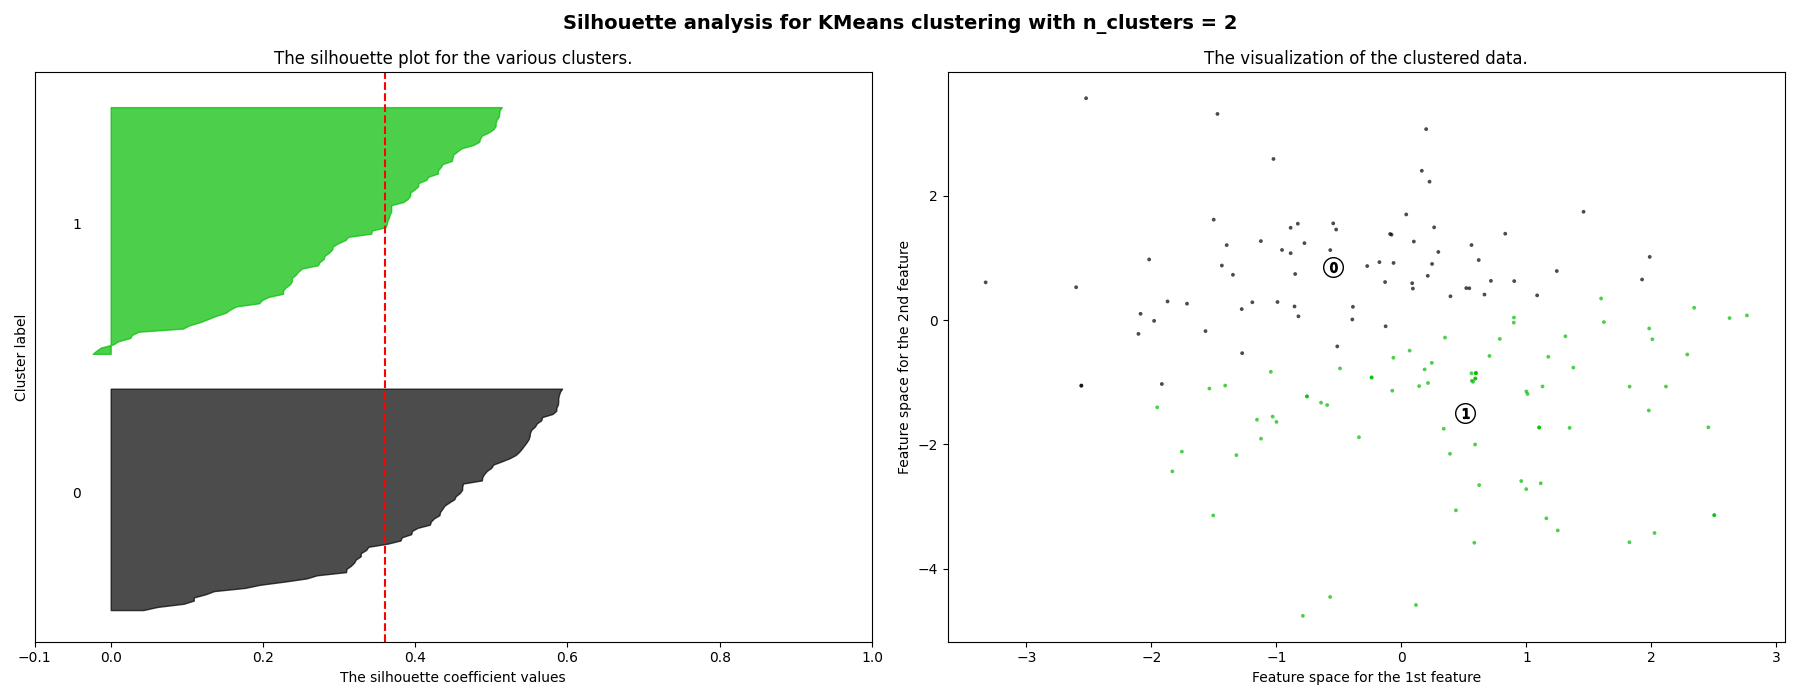 Silhouette analysis for KMeans clustering with n_clusters = 2
The silhouette plot for the various clusters.
Cluster label
1
0
−0.1 0.0 0.2 0.4 0.6 0.8 1.0
The silhouette coefficient values
The visualization of the clustered data.
Feature space for the 2nd feature
2
0
−2
−4
0
1
−3 −2 −1 0 1 2 3
Feature space for the 1st feature